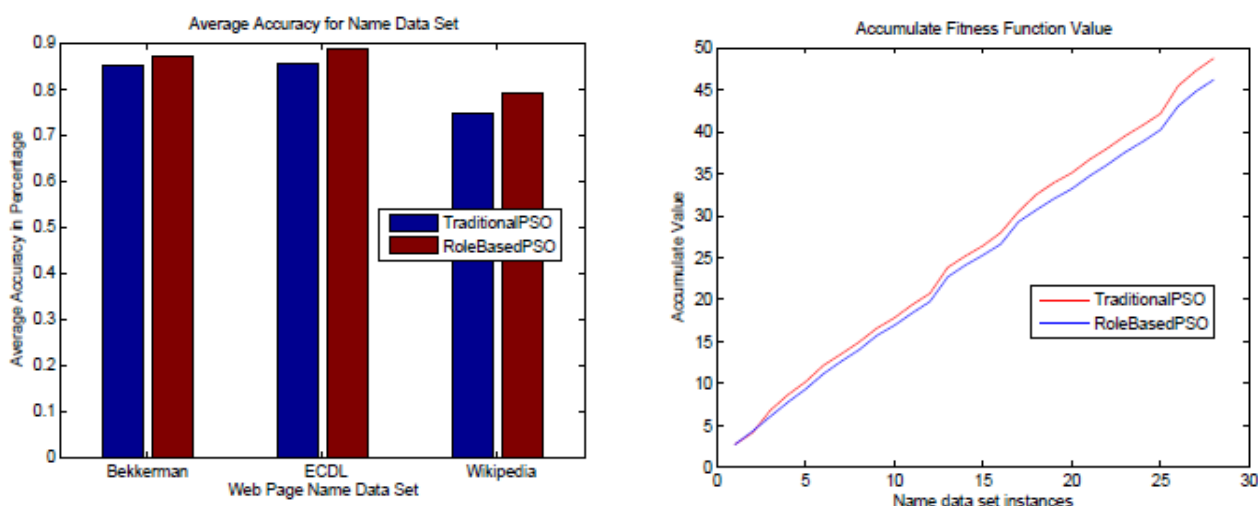 Average Accuracy for Name Data Set
Average Accuracy in Percentage
0.9
0.8
0.7
0.6
0.5
0.4
0.3
0.2
0.1
0
TraditionalPSO
RoleBasedPSO
Bekkerman
ECDL
Wikipedia
Web Page Name Data Set
Accumulate Fitness Function Value
Accumulate Value
50
45
40
35
30
25
20
15
10
5
0
TraditionalPSO
RoleBasedPSO
0
5
10
15
20
25
30
Name data set instances